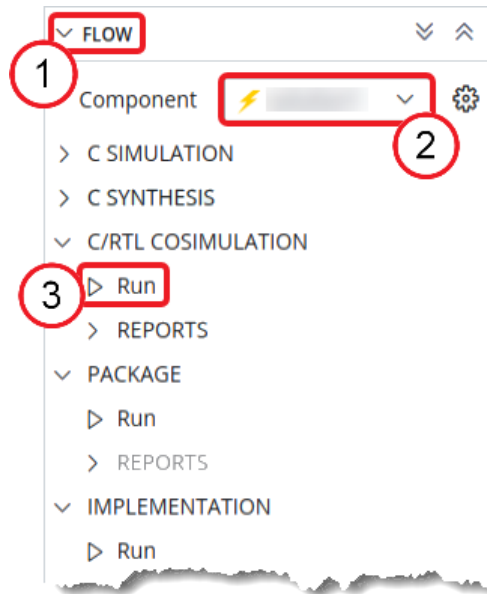 FLOW
1
Component
2
C SIMULATION
C SYNTHESIS
C/RTL COSIMULATION
3
Run
REPORTS
PACKAGE
Run
REPORTS
IMPLEMENTATION
Run